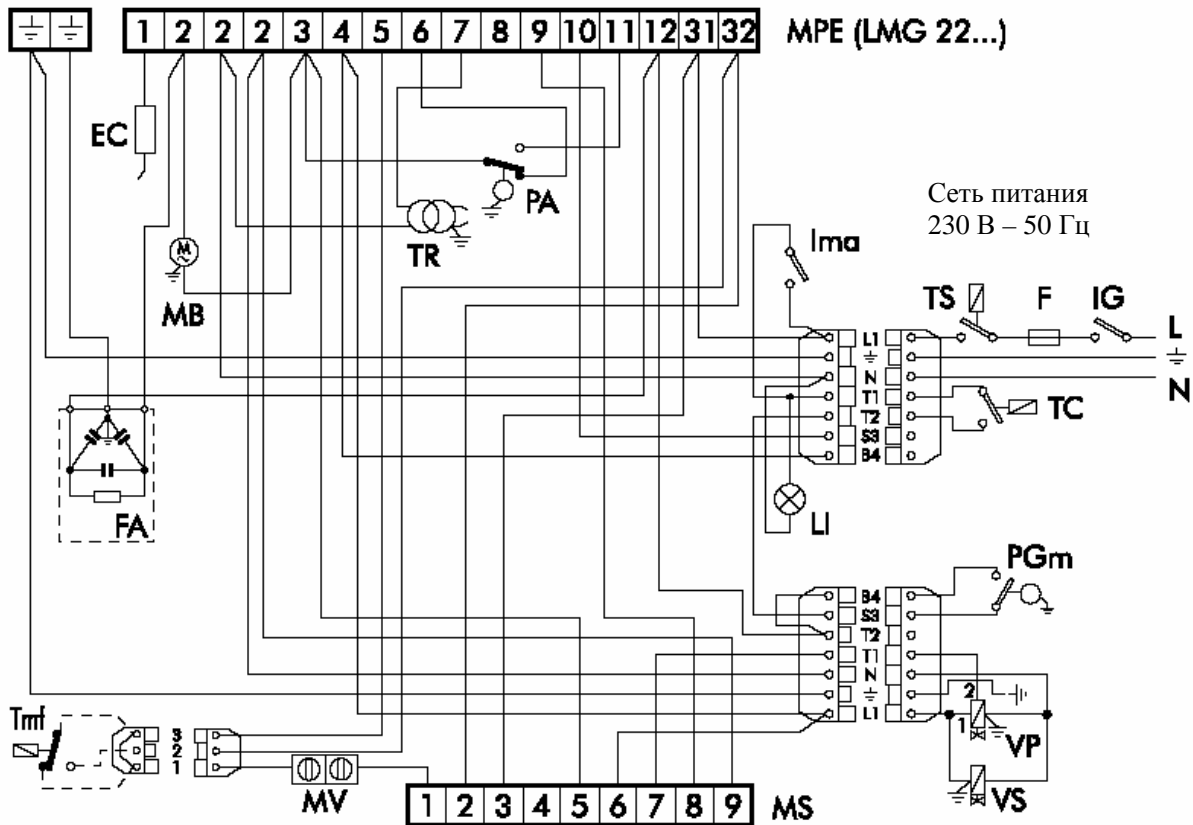 1 2 2 2 3 4 5 6 7 8 9 10 11 12 31 32 MPE (LMG 22...)
EC
PA
TR
M
~
MB
FA
Сеть питания
230 В – 50 Гц
Ima
TS F IG
L1 L
N N
T1
T2 TC
S3
B4
LI
PGm
B4
S3
T2
T1
N
L1
2
1 VP
VS
Tmf
3
2
1
MV
1 2 3 4 5 6 7 8 9 MS